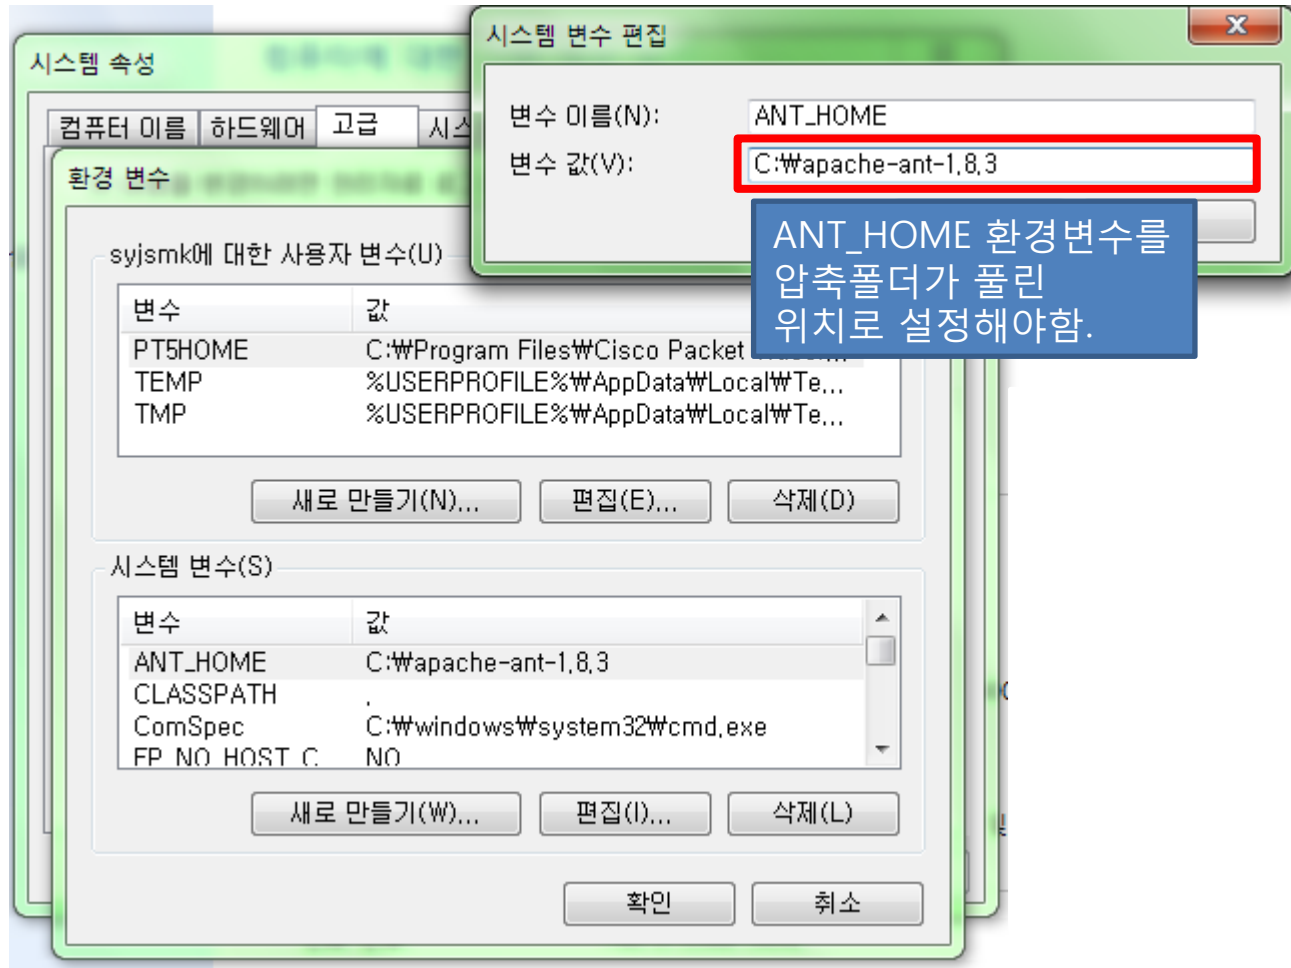 시스템 변수 편집
변수 이름(N):
ANT_HOME
변수 값(V):
C:₩apache-ant-1.8.3
ANT_HOME 환경변수를
압축폴더가 풀린
위치로 설정해야함.
시스템 속성
컴퓨터 이름
하드웨어
고급
시스
환경 변수
syjsmk에 대한 사용자 변수(U)
변수 값
PT5HOME C:₩Program Files₩Cisco Packet
TEMP %USERPROFILE%₩AppData₩Local₩Te...
TMP %USERPROFILE%₩AppData₩Local₩Te...
새로 만들기(N)... 편집(E)... 삭제(D)
시스템 변수(S)
변수 값
ANT_HOME C:₩apache-ant-1.8.3
CLASSPATH .
ComSpec C:₩windows₩system32₩cmd.exe
FP_NO_HOST_C... NO
새로 만들기(W)... 편집(I)... 삭제(L)
확인 취소